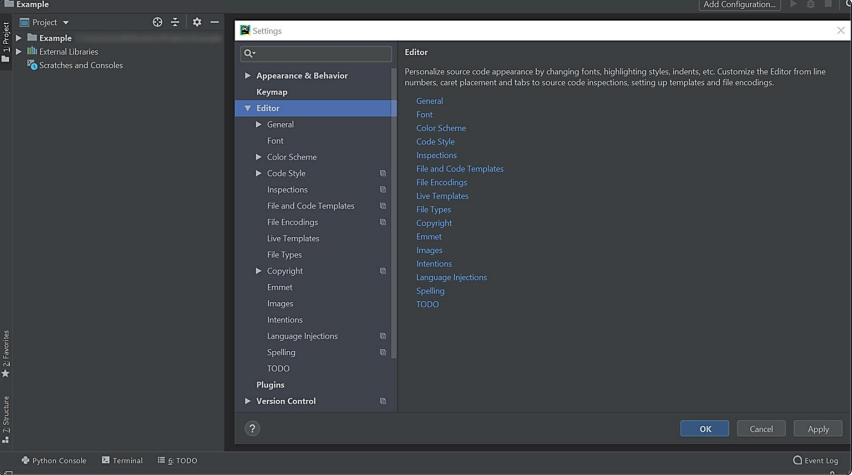 Example
Add Configuration...
Project
Settings
1: Project
Example
External Libraries
Scratches and Consoles
Appearance & Behavior
Keymap
Editor
General
Font
Color Scheme
Code Style
Inspections
File and Code Templates
File Encodings
Live Templates
File Types
Copyright
Emmet
Images
Intentions
Language Injections
Spelling
TODO
Plugins
Version Control
Editor
Personalize source code appearance by changing fonts, highlighting styles, indents, etc. Customize the Editor from line
numbers, caret placement and tabs to source code inspections, setting up templates and file encodings.
General
Font
Color Scheme
Code Style
Inspections
File and Code Templates
File Encodings
Live Templates
File Types
Copyright
Emmet
Images
Intentions
Language Injections
Spelling
TODO
2: Favorites
7: Structure
?
OK
Cancel
Apply
Python Console
Terminal
6: TODO
Event Log